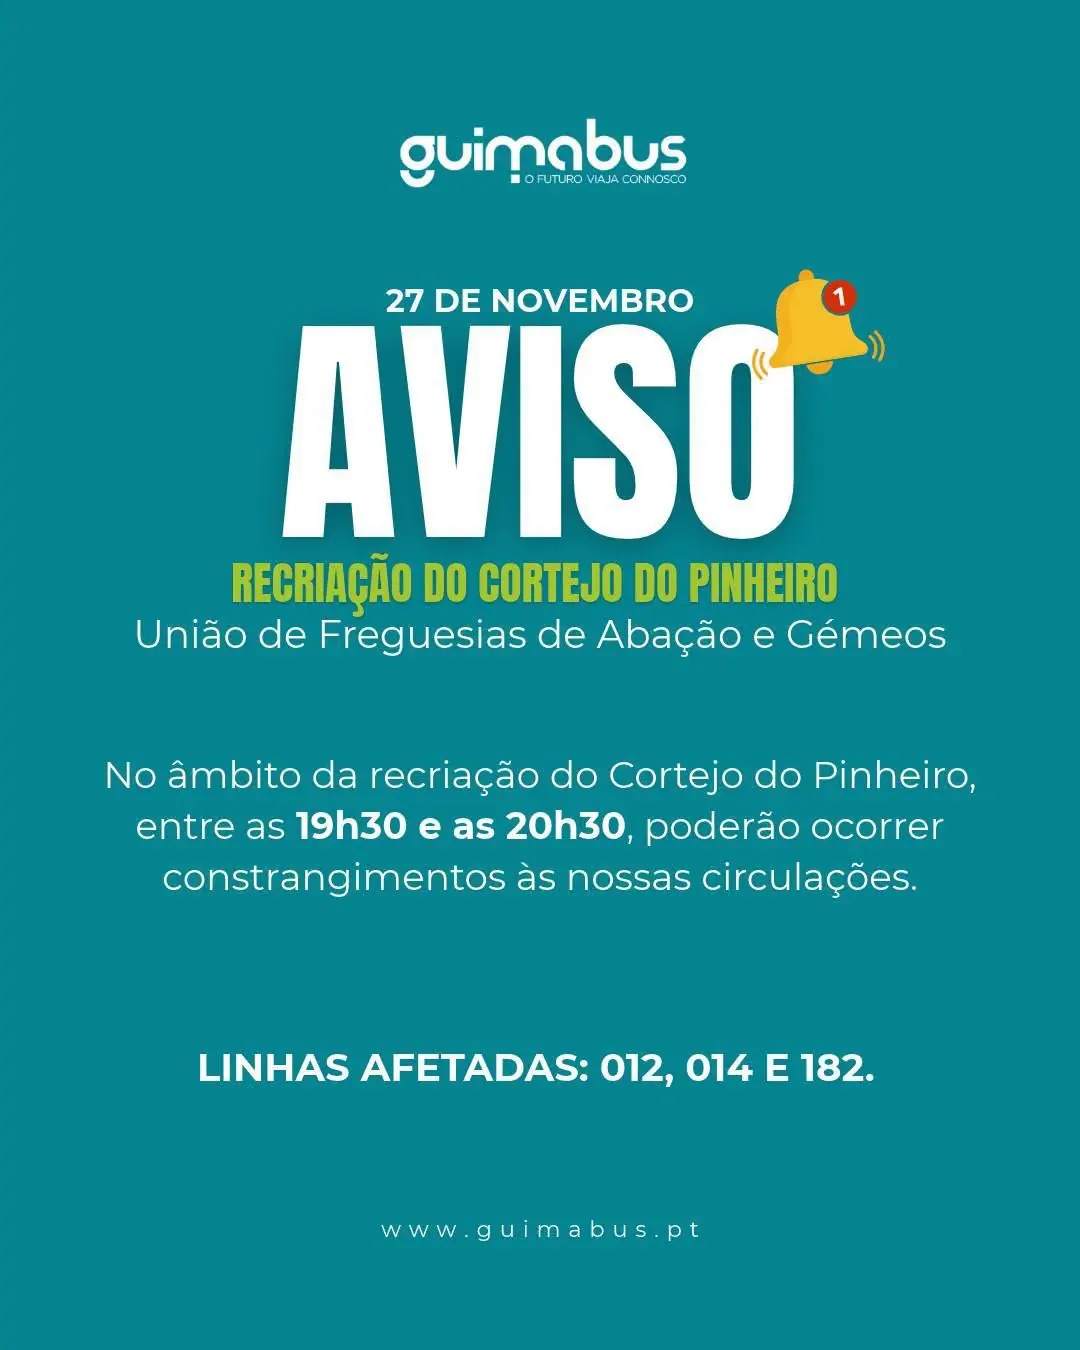 guimabus
O FUTURO VIAJA CONNOSCO
27 DE NOVEMBRO
1
AVISO
RECRIAÇÃO DO CORTEJO DO PINHEIRO
União de Freguesias de Abação e Gémeos
No âmbito da recriação do Cortejo do Pinheiro,
entre as 19h30 e as 20h30, poderão ocorrer
constrangimentos às nossas circulações.
LINHAS AFETADAS: 012, 014 E 182.
www.guimabus.pt